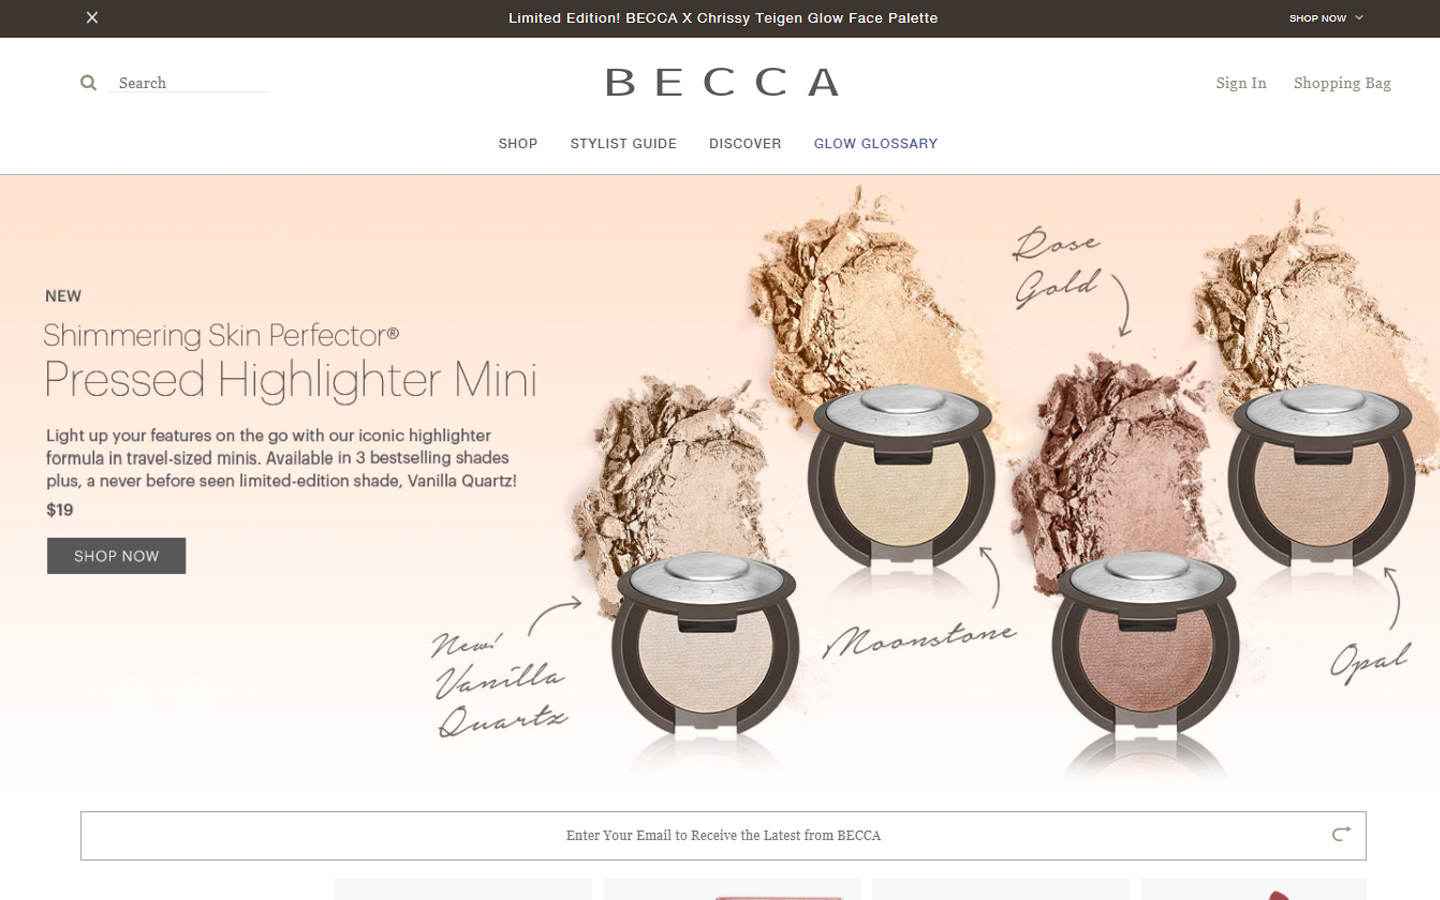 Limited Edition! BECCA X Chrissy Teigen Glow Face Palette
SHOP NOW
Search
BECCA
Sign In
Shopping Bag
SHOP
STYLIST GUIDE
DISCOVER
GLOW GLOSSARY
NEW
Shimmering Skin Perfector®
Pressed Highlighter Mini
Light up your features on the go with our iconic highlighter
formula in travel-sized minis. Available in 3 bestselling shades
plus, a never before seen limited-edition shade, Vanilla Quartz!
$19
SHOP NOW
Rose
Gold
New!
Vanilla
Quartz
Moonstone
Opal
Enter Your Email to Receive the Latest from BECCA